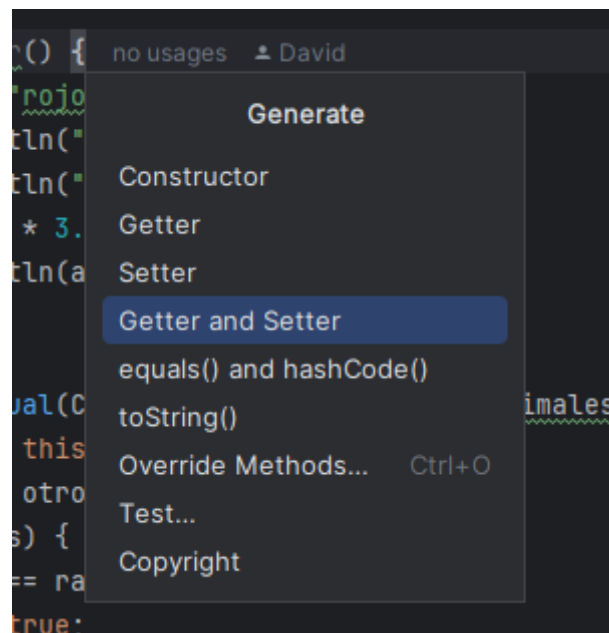 () { no usages David
"rojo
Generate
tln("
Constructor
tln("
Getter
* 3.
tln(a
Setter
Getter and Setter
equals() and hashCode()
ual(C
imales
toString()
this
Override Methods... Ctrl+O
otro
Test...
s) {
Copyright
== ra
true;